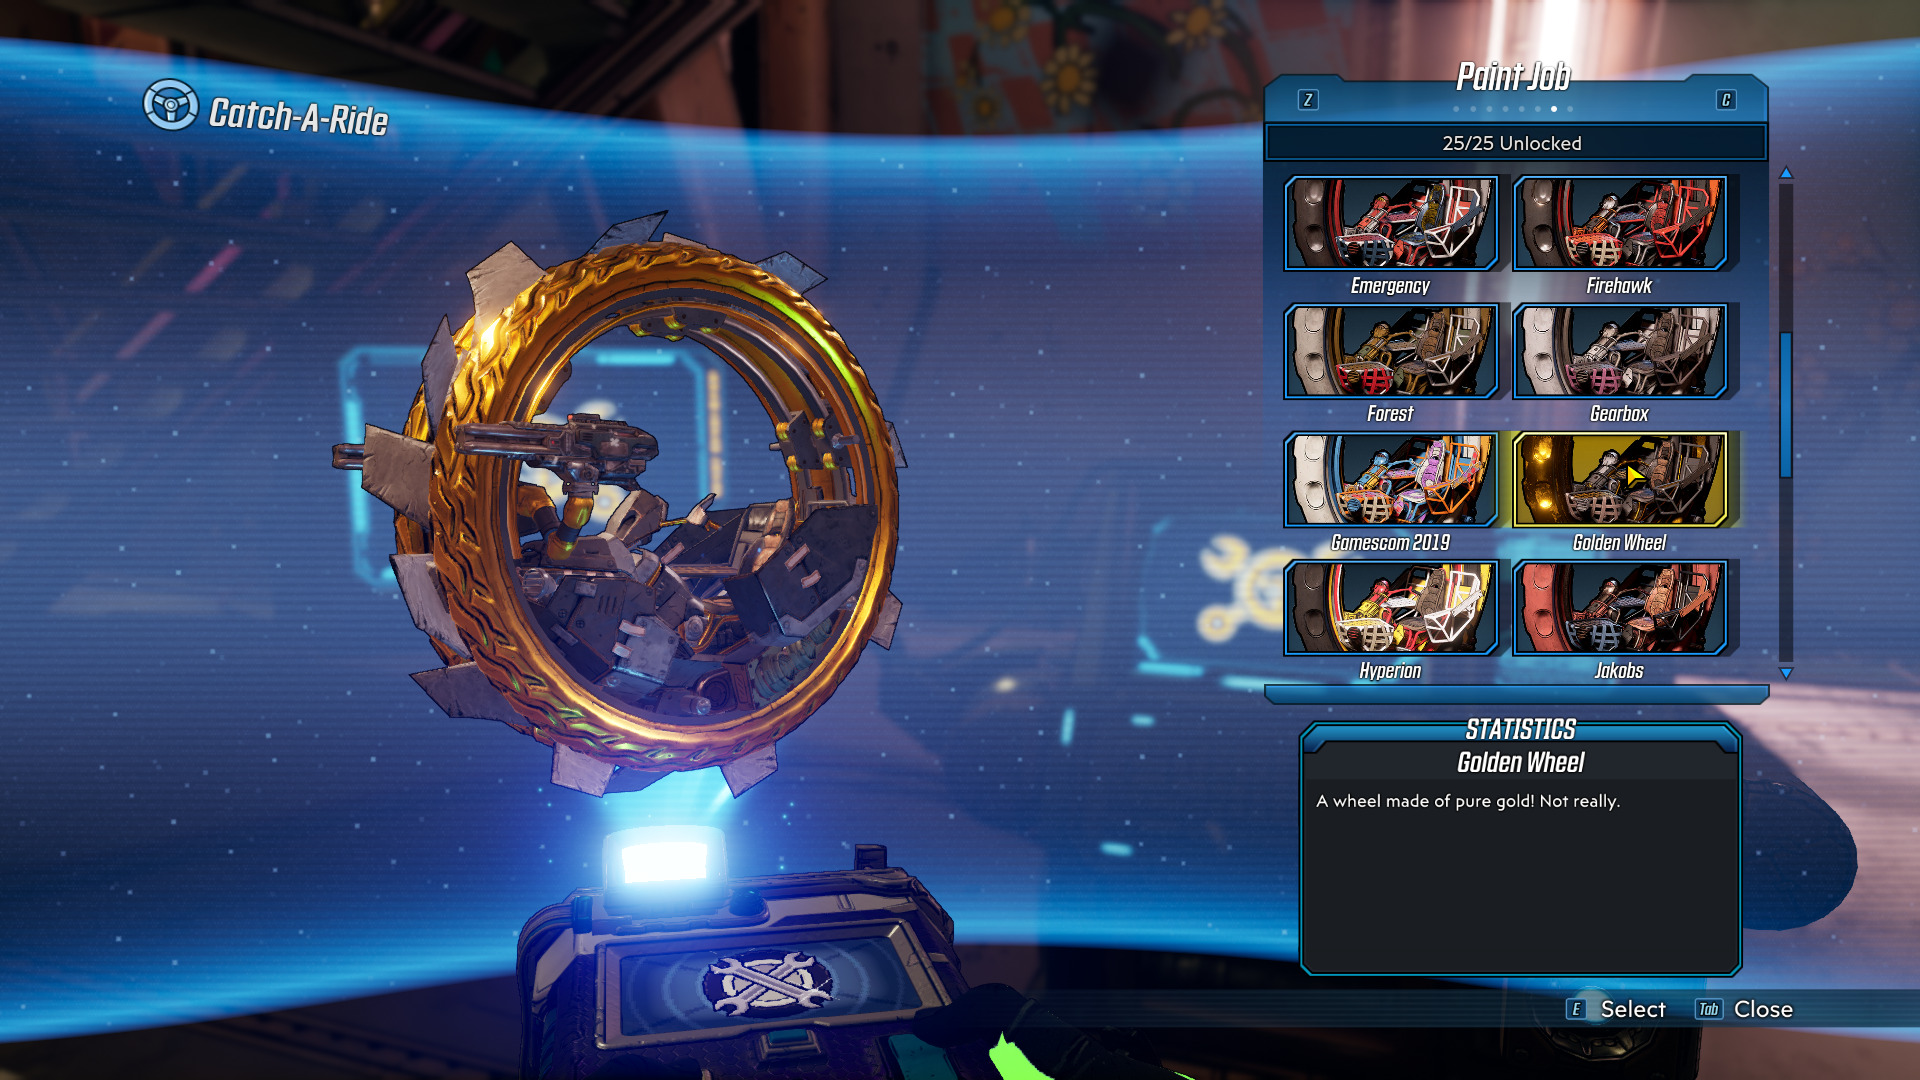 Catch-A-Ride
Paint Job
Z
C
25/25 Unlocked
Emergency
Firehawk
Forest
Gearbox
Gamescom 2019
Golden Wheel
Hyperion
Jakobs
STATISTICS
Golden Wheel
A wheel made of pure gold! Not really.
E Select Tab Close